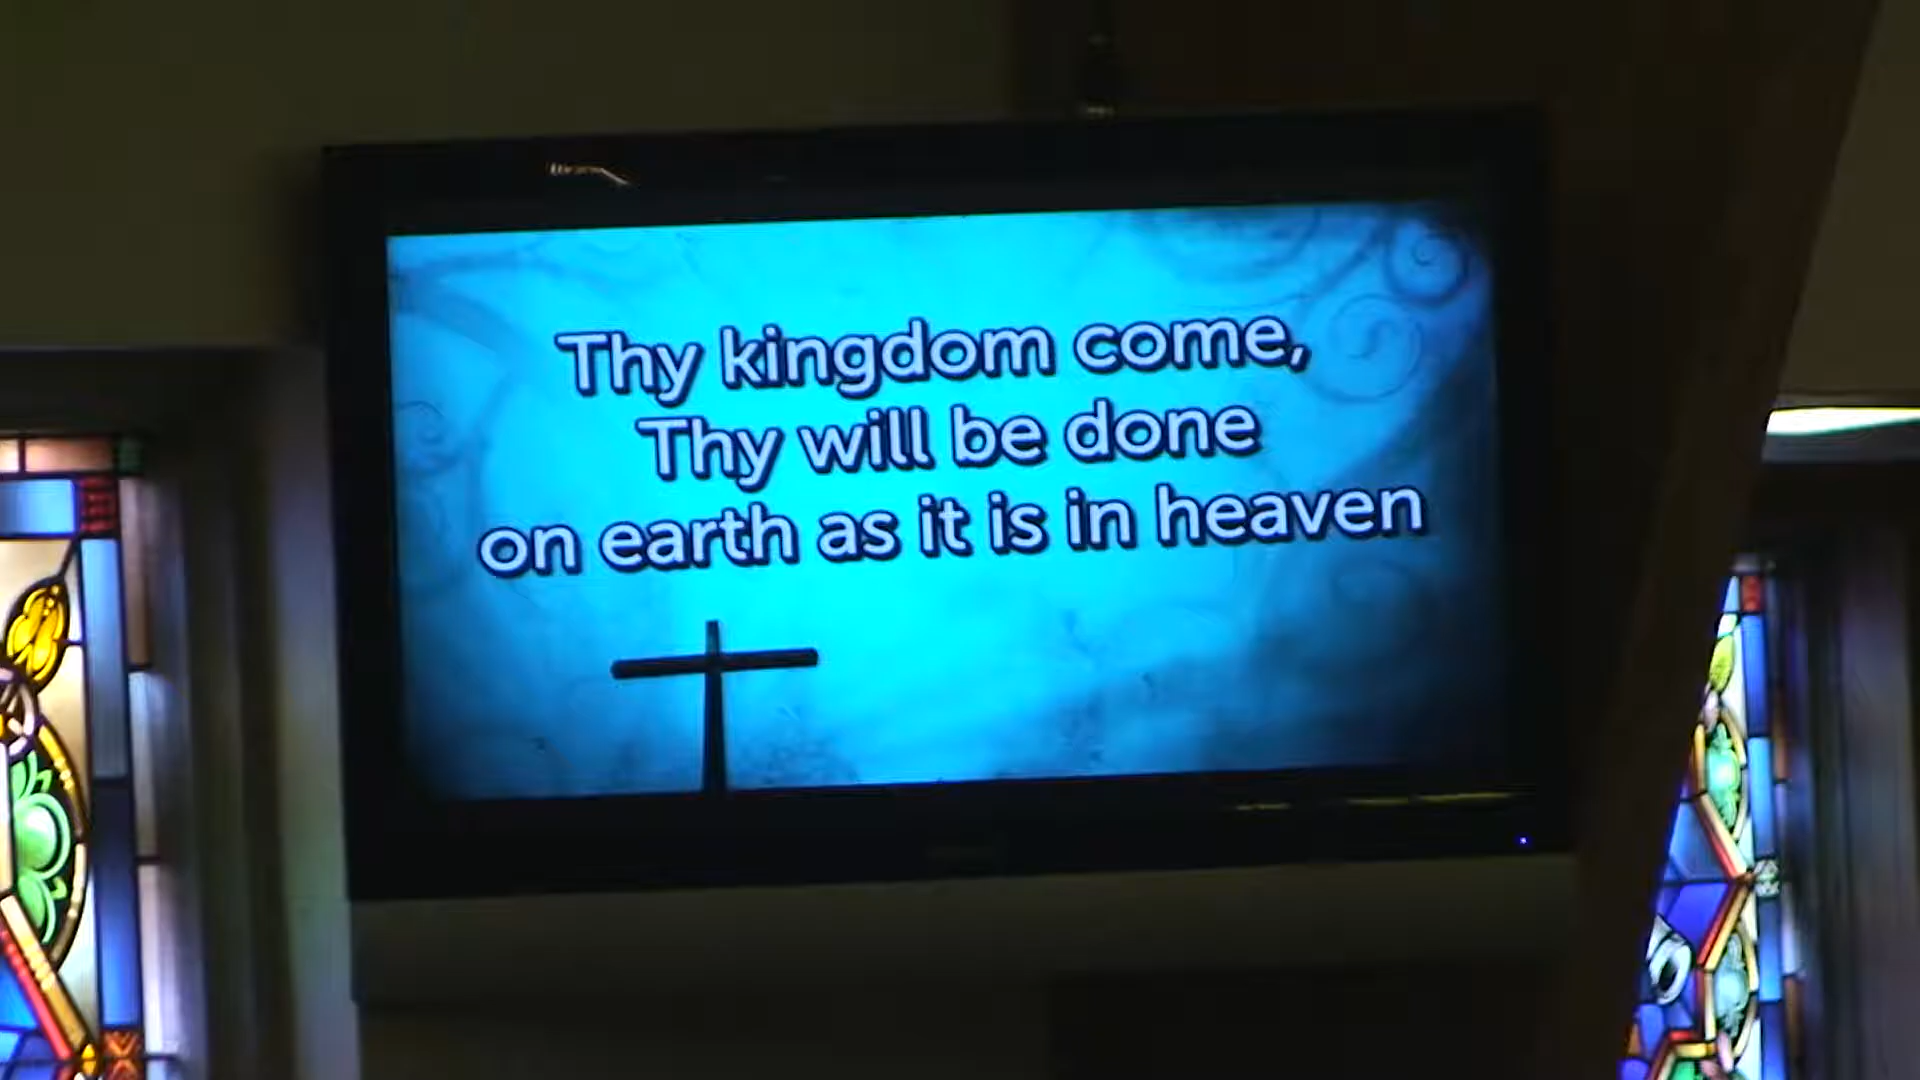 Thy kingdom come,
Thy will be done
on earth as it is in heaven